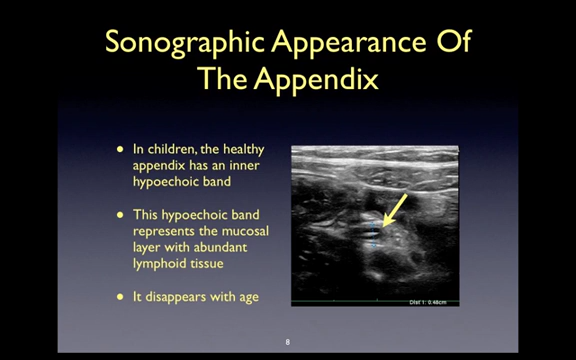 Sonographic Appearance Of
The Appendix
• In children, the healthy
appendix has an inner
hypoechoic band
• This hypoechoic band
represents the mucosal
layer with abundant
lymphoid tissue
• It disappears with age
Dist 1: 0.48cm
8